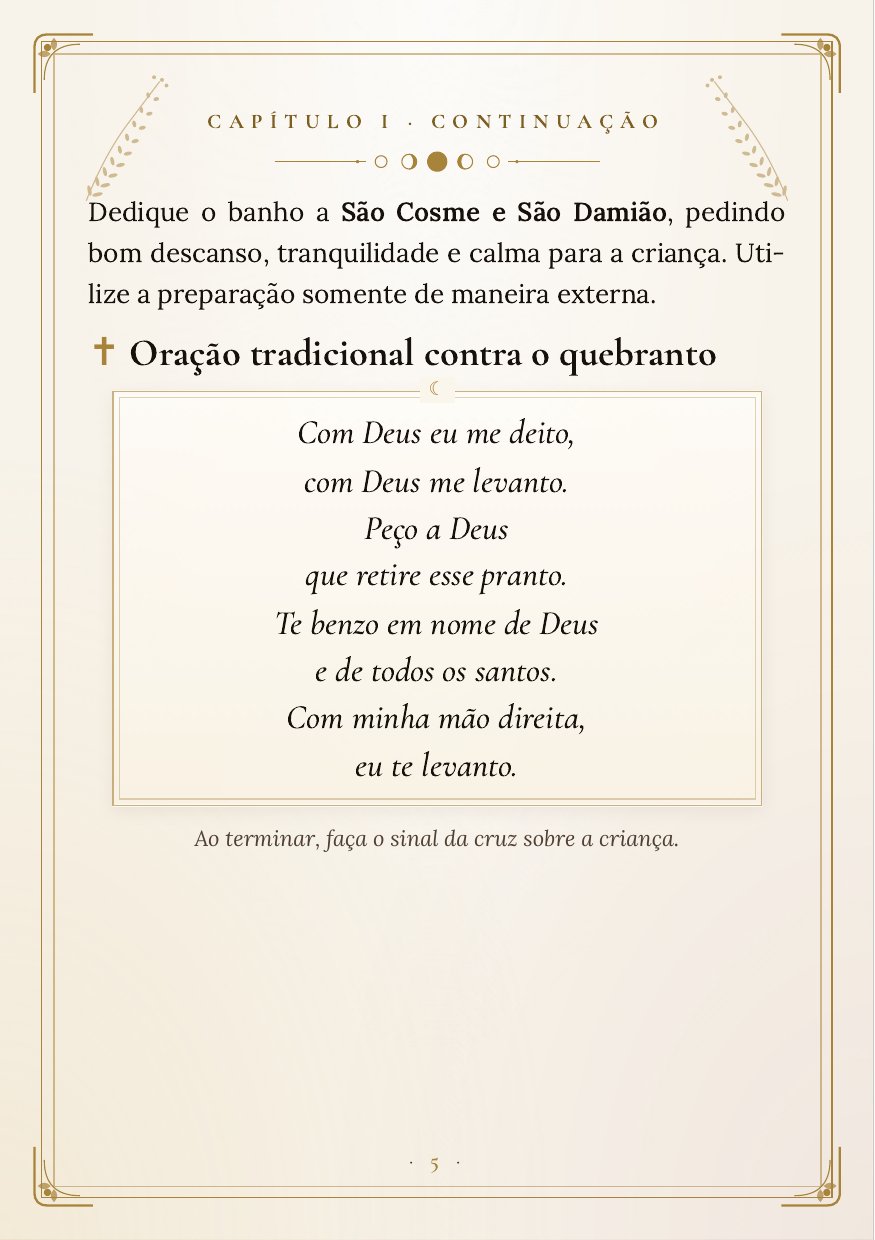 CAPÍTULO I · CONTINUAÇÃO
Dedique o banho a São Cosme e São Damião, pedindo
bom descanso, tranquilidade e calma para a criança. Uti-
lize a preparação somente de maneira externa.
✝ Oração tradicional contra o quebranto
Com Deus eu me deito,
com Deus me levanto.
Peço a Deus
que retire esse pranto.
Te benzo em nome de Deus
e de todos os santos.
Com minha mão direita,
eu te levanto.
Ao terminar, faça o sinal da cruz sobre a criança.
· 5 ·